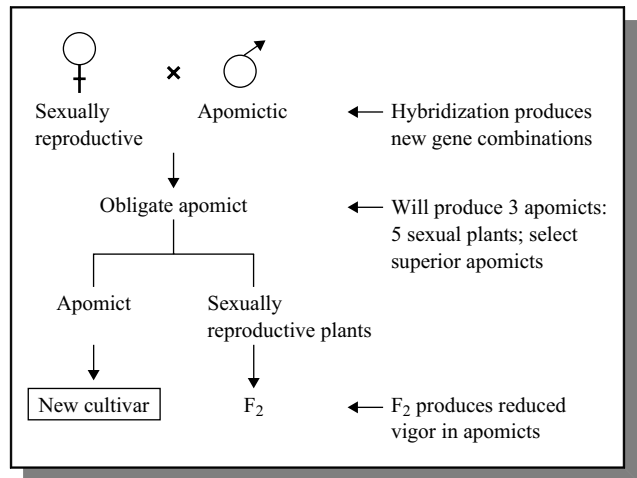 ×
Sexually
reproductive
Apomictic
Hybridization produces
new gene combinations
Obligate apomict
Will produce 3 apomicts:
5 sexual plants; select
superior apomicts
Apomict
Sexually
reproductive plants
New cultivar
F₂
F₂ produces reduced
vigor in apomicts